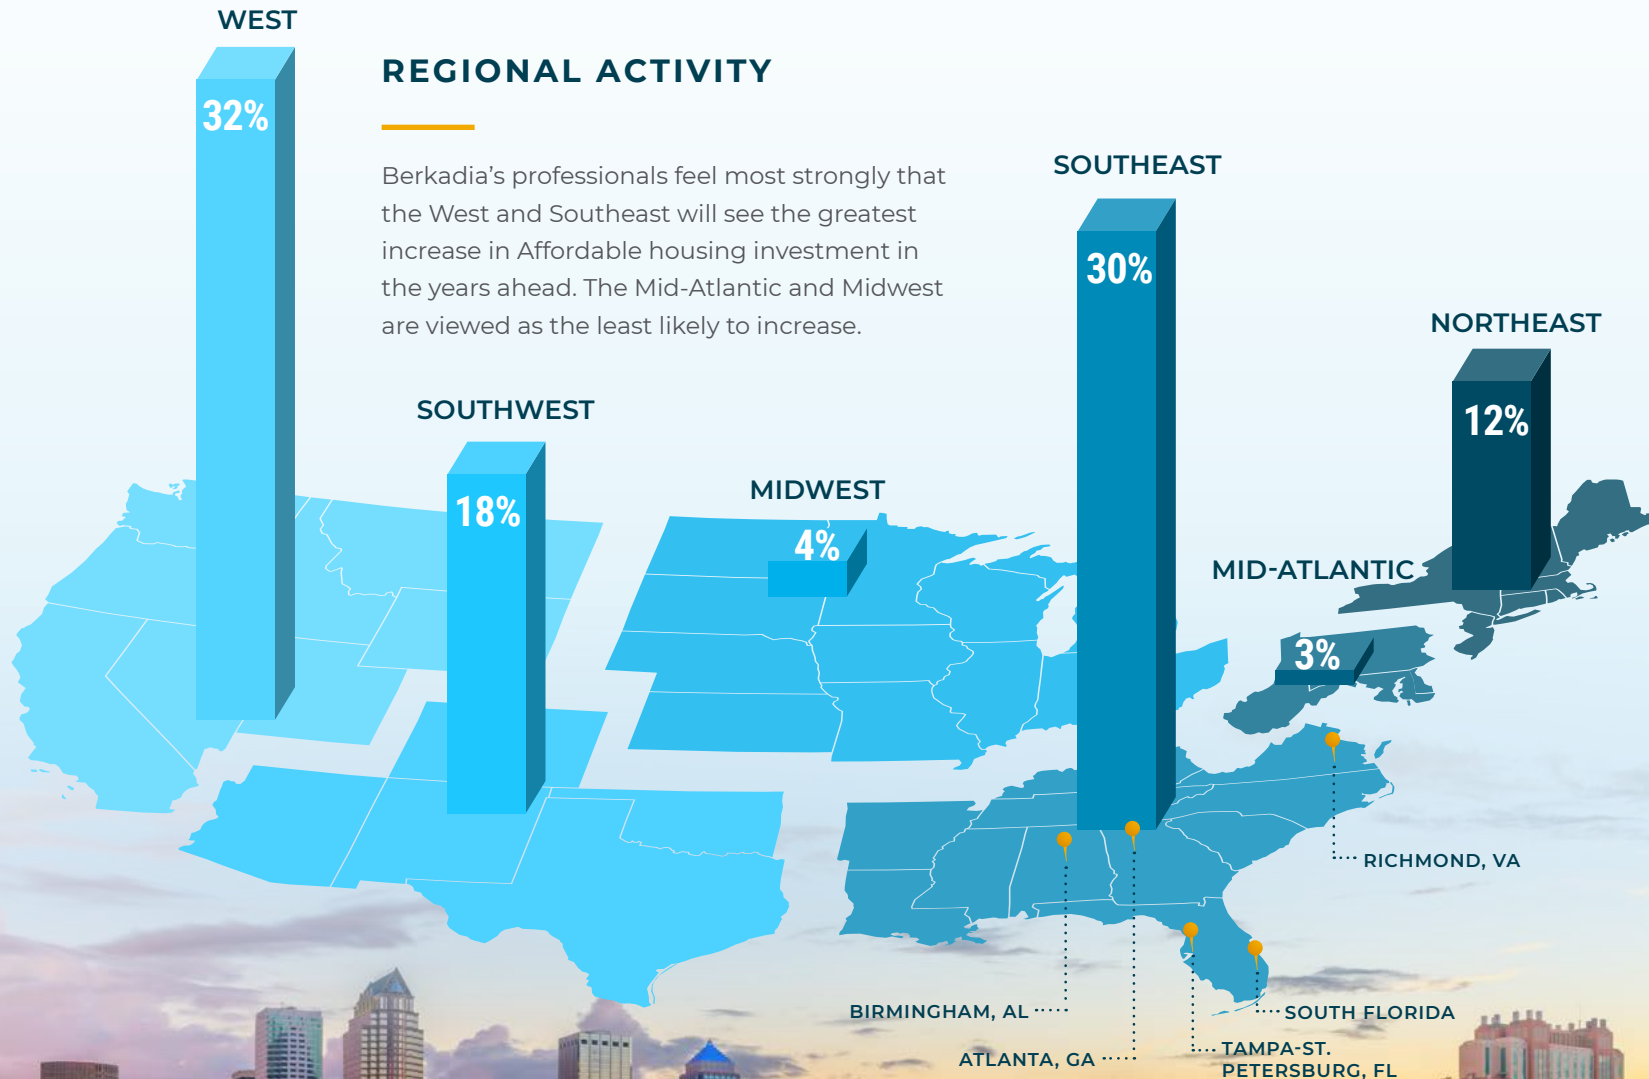 WEST
32%
REGIONAL ACTIVITY
Berkadia’s professionals feel most strongly that
the West and Southeast will see the greatest
increase in Affordable housing investment in
the years ahead. The Mid-Atlantic and Midwest
are viewed as the least likely to increase.
SOUTHWEST
18%
MIDWEST
4%
SOUTHEAST
30%
NORTHEAST
12%
MID-ATLANTIC
3%
RICHMOND, VA
BIRMINGHAM, AL
ATLANTA, GA
SOUTH FLORIDA
TAMPA-ST.
PETERSBURG, FL